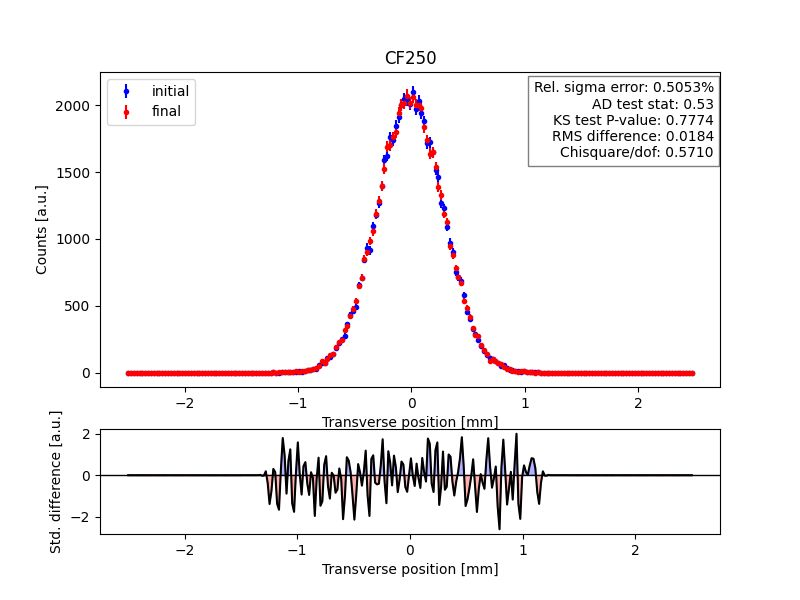 CF250
initial
final
Rel. sigma error: 0.5053%
AD test stat: 0.53
KS test P-value: 0.7774
RMS difference: 0.0184
Chisquare/dof: 0.5710
Counts [a.u.]
2000
1500
1000
500
0
−2 −1 0 1 2
Transverse position [mm]
Std. difference [a.u.]
2
0
−2
−2 −1 0 1 2
Transverse position [mm]